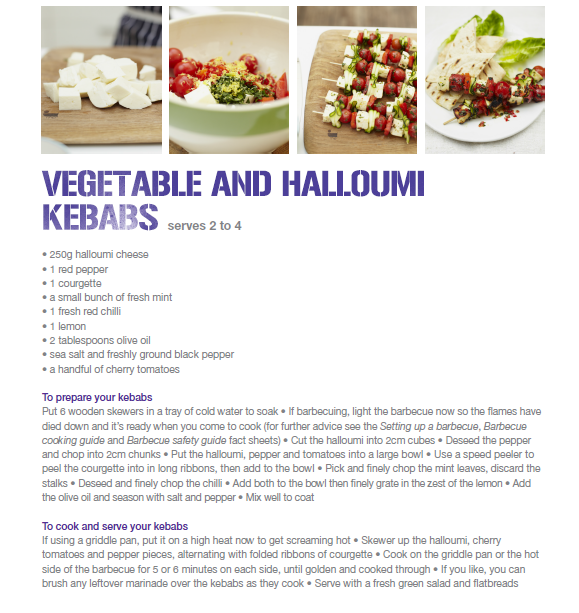 VEGETABLE AND HALLOUMI
KEBABS serves 2 to 4
• 250g halloumi cheese
• 1 red pepper
• 1 courgette
• a small bunch of fresh mint
• 1 fresh red chilli
• 1 lemon
• 2 tablespoons olive oil
• sea salt and freshly ground black pepper
• a handful of cherry tomatoes
To prepare your kebabs
Put 6 wooden skewers in a tray of cold water to soak • If barbecuing, light the barbecue now so the flames have
died down and it's ready when you come to cook (for further advice see the Setting up a barbecue, Barbecue
cooking guide and Barbecue safety guide fact sheets) • Cut the halloumi into 2cm cubes • Deseed the pepper
and chop into 2cm chunks • Put the halloumi, pepper and tomatoes into a large bowl • Use a speed peeler to
peel the courgette into in long ribbons, then add to the bowl • Pick and finely chop the mint leaves, discard the
stalks • Deseed and finely chop the chilli • Add both to the bowl then finely grate in the zest of the lemon • Add
the olive oil and season with salt and pepper • Mix well to coat
To cook and serve your kebabs
If using a griddle pan, put it on a high heat now to get screaming hot • Skewer up the halloumi, cherry
tomatoes and pepper pieces, alternating with folded ribbons of courgette • Cook on the griddle pan or the hot
side of the barbecue for 5 or 6 minutes on each side, until golden and cooked through • If you like, you can
brush any leftover marinade over the kebabs as they cook • Serve with a fresh green salad and flatbreads